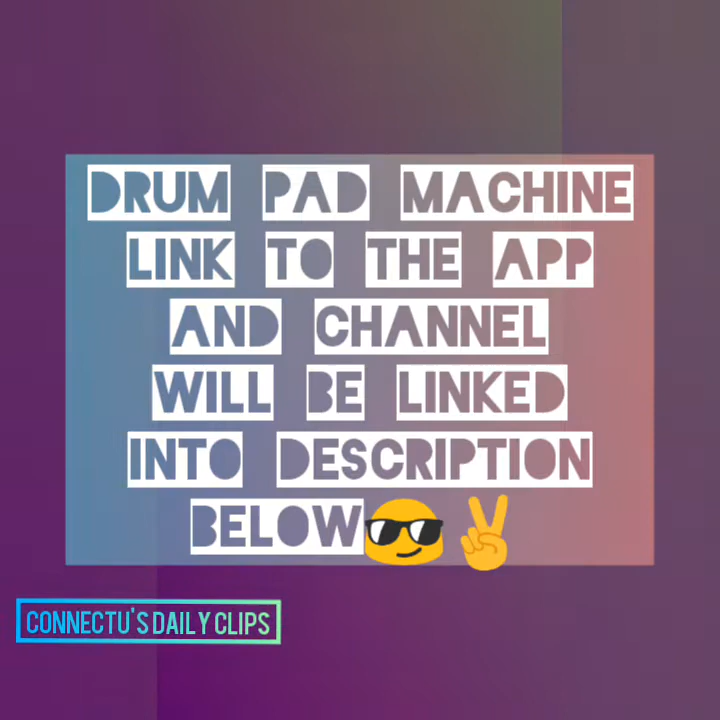 DRUM PAD MACHINE
LINK TO THE APP
AND CHANNEL
WILL BE LINKED
INTO DESCRIPTION
BELOW😎✌
CONNECTU'S DAILY CLIPS